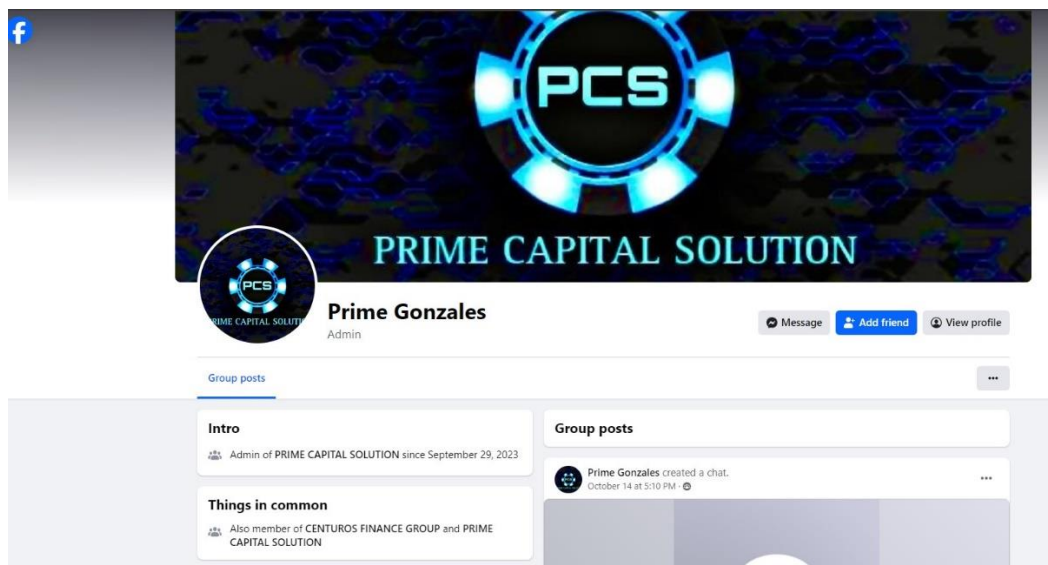 PCS
PRIME CAPITAL SOLUTION
PCS
PRIME CAPITAL SOLUTI
Prime Gonzales
Admin
Message
Add friend
View profile
Group posts
Intro
Admin of PRIME CAPITAL SOLUTION since September 29, 2023
Things in common
Also member of CENTUROS FINANCE GROUP and PRIME
CAPITAL SOLUTION
Group posts
Prime Gonzales created a chat.
October 14 at 5:10 PM ·